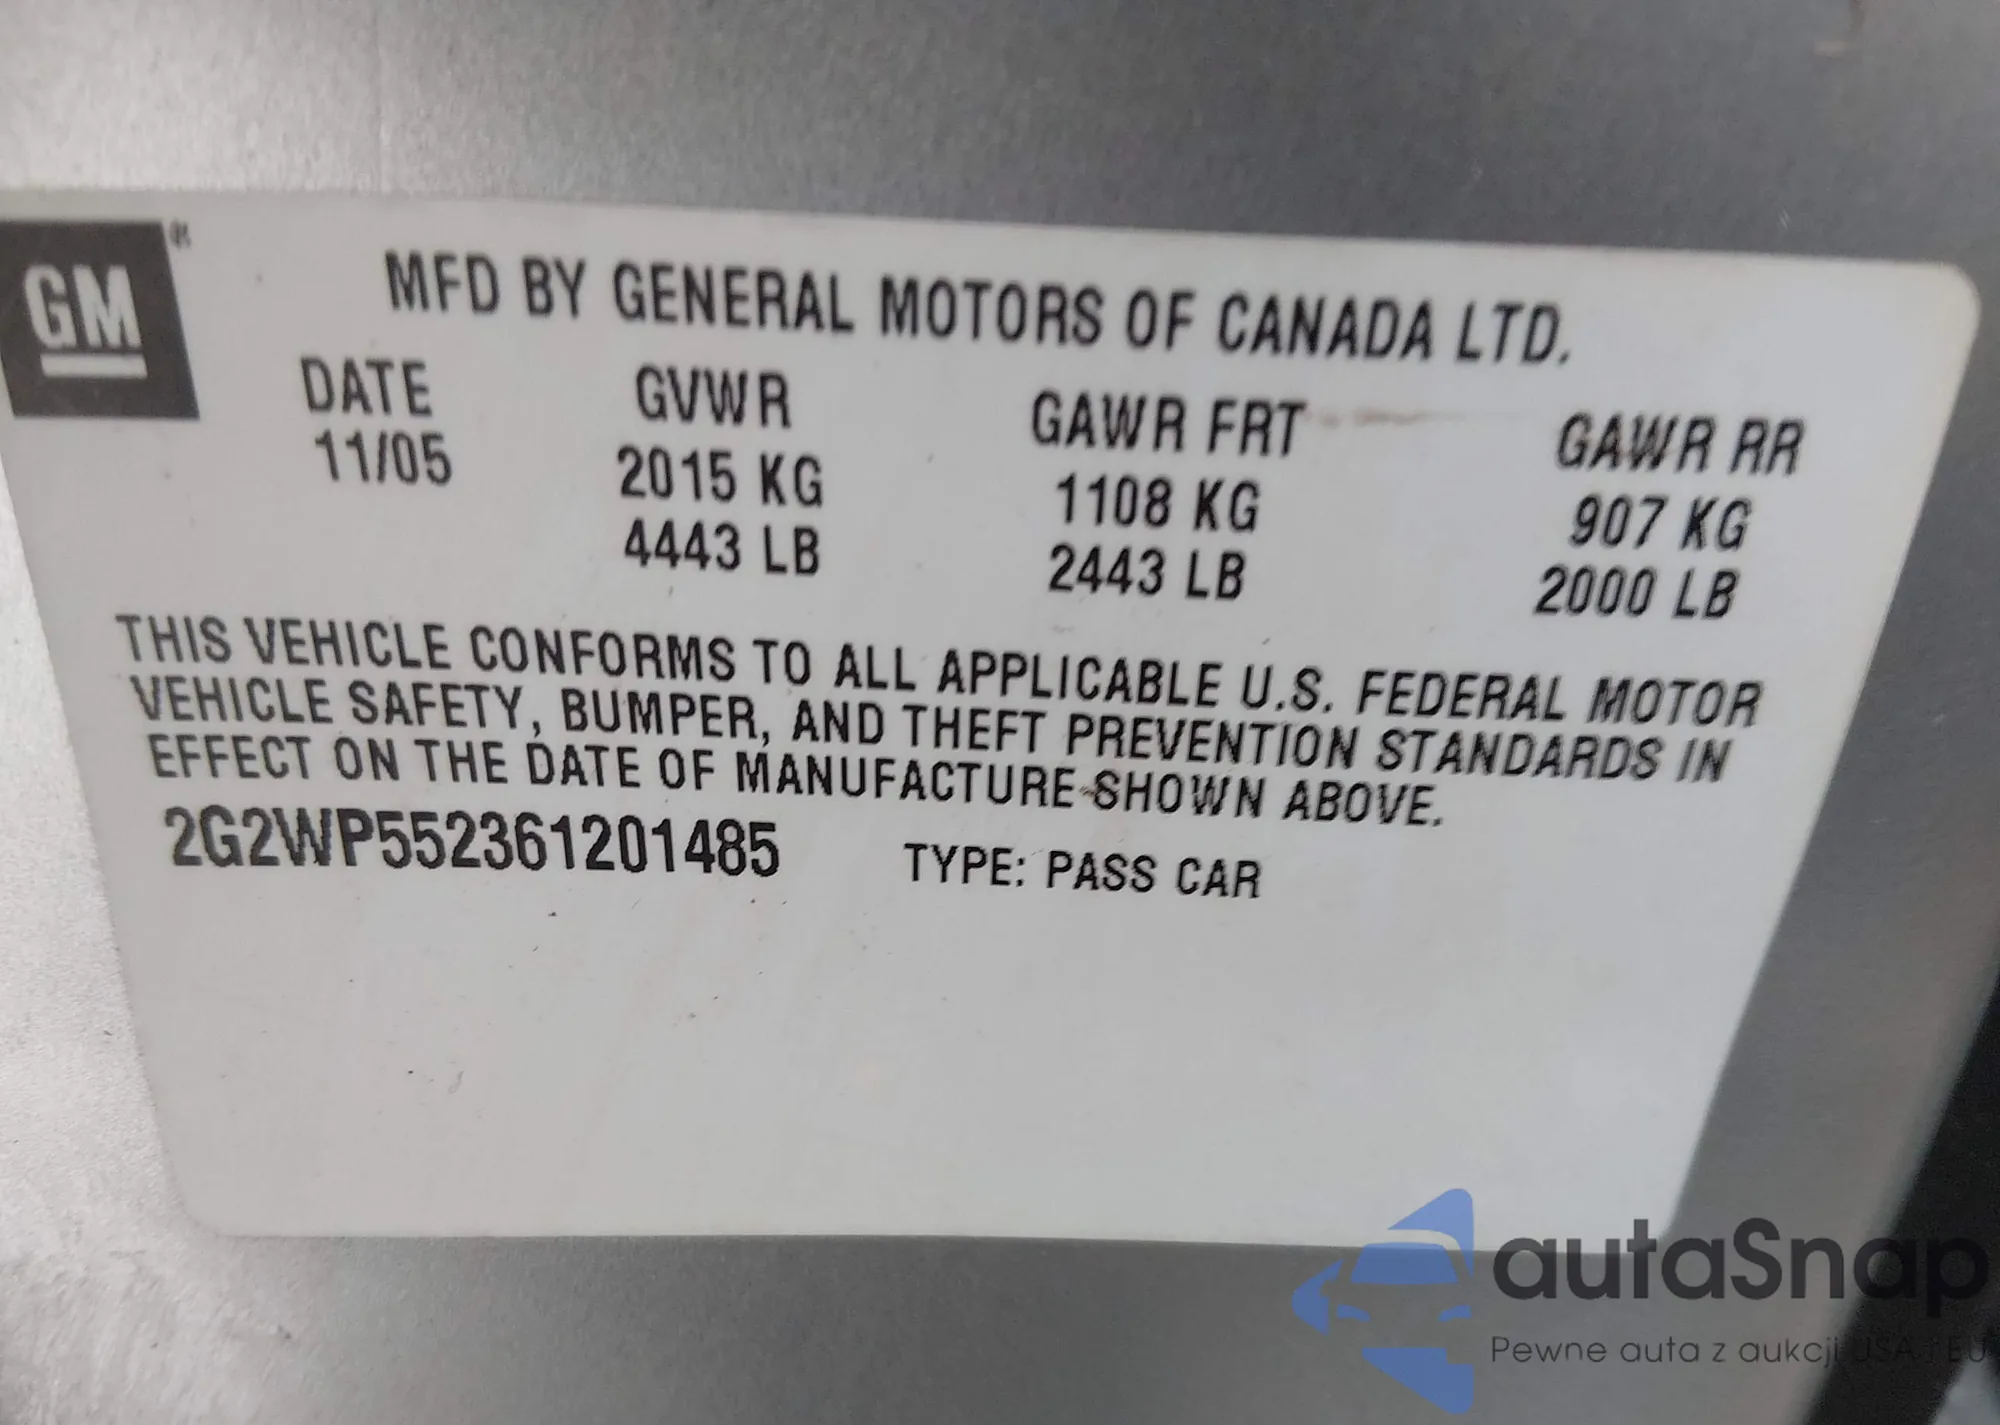 GM ®
MFD BY GENERAL MOTORS OF CANADA LTD.
DATE GVWR GAWR FRT GAWR RR
11/05 2015 KG 1108 KG 907 KG
4443 LB 2443 LB 2000 LB
THIS VEHICLE CONFORMS TO ALL APPLICABLE U.S. FEDERAL MOTOR
VEHICLE SAFETY, BUMPER, AND THEFT PREVENTION STANDARDS IN
EFFECT ON THE DATE OF MANUFACTURE SHOWN ABOVE.
2G2WP552361201485 TYPE: PASS CAR
autaSnap
Pewne auta z aukcji USA i EU